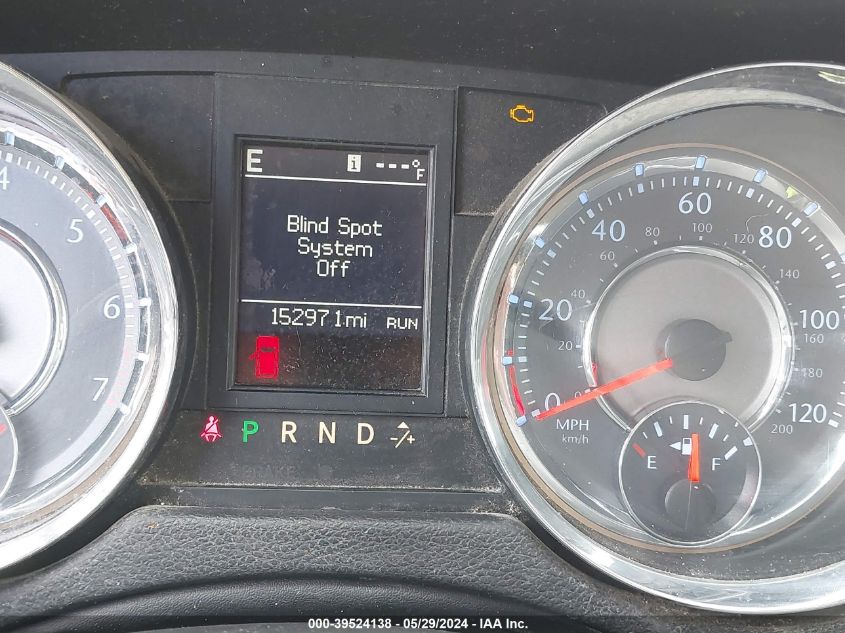 E i ---°F
Blind Spot
System
Off
152971mi RUN
P R N D -/+
BRAKE
4
5
6
7
0 20 40 60 80 100 120
20 40 60 80 100 120 140 160 180 200
MPH
km/h
E F
000-39524138 - 05/29/2024 - IAA Inc.